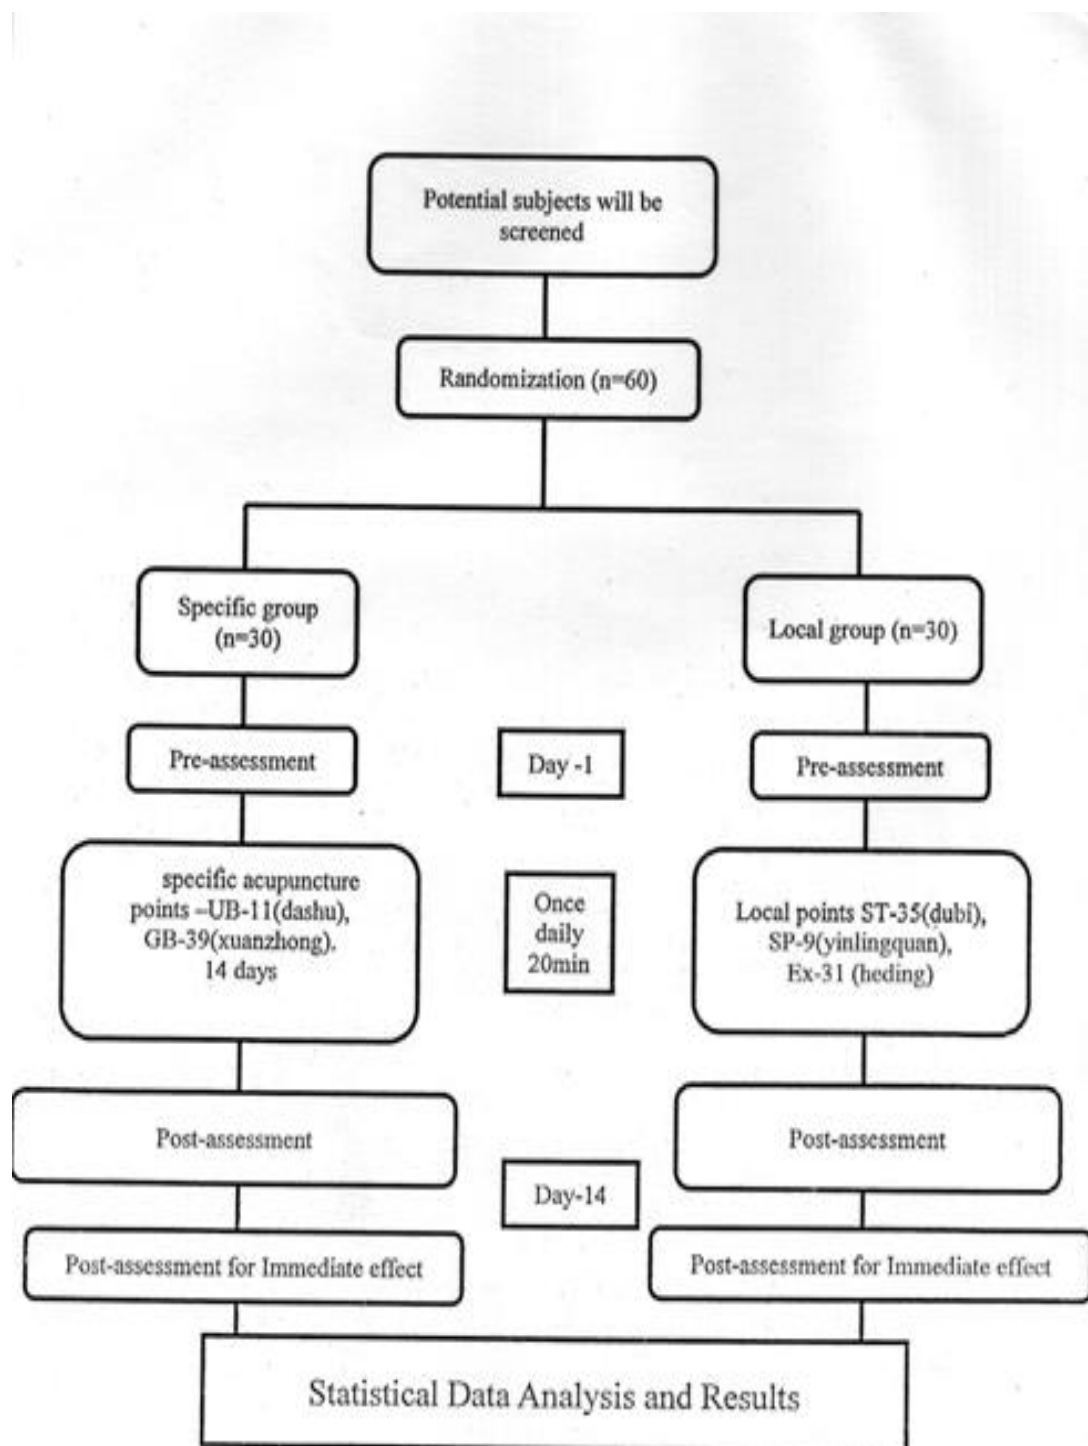 Potential subjects will be
screened
Randomization (n=60)
Specific group
(n=30)
Local group (n=30)
Pre-assessment
Day -1
Pre-assessment
specific acupuncture
points –UB-11(dashu),
GB-39(xuanzhong).
14 days
Once
daily
20min
Local points ST-35(dubi),
SP-9(yinlingquan),
Ex-31 (heding)
Post-assessment
Post-assessment
Day-14
Post-assessment for Immediate effect
Post-assessment for Immediate effect
Statistical Data Analysis and Results